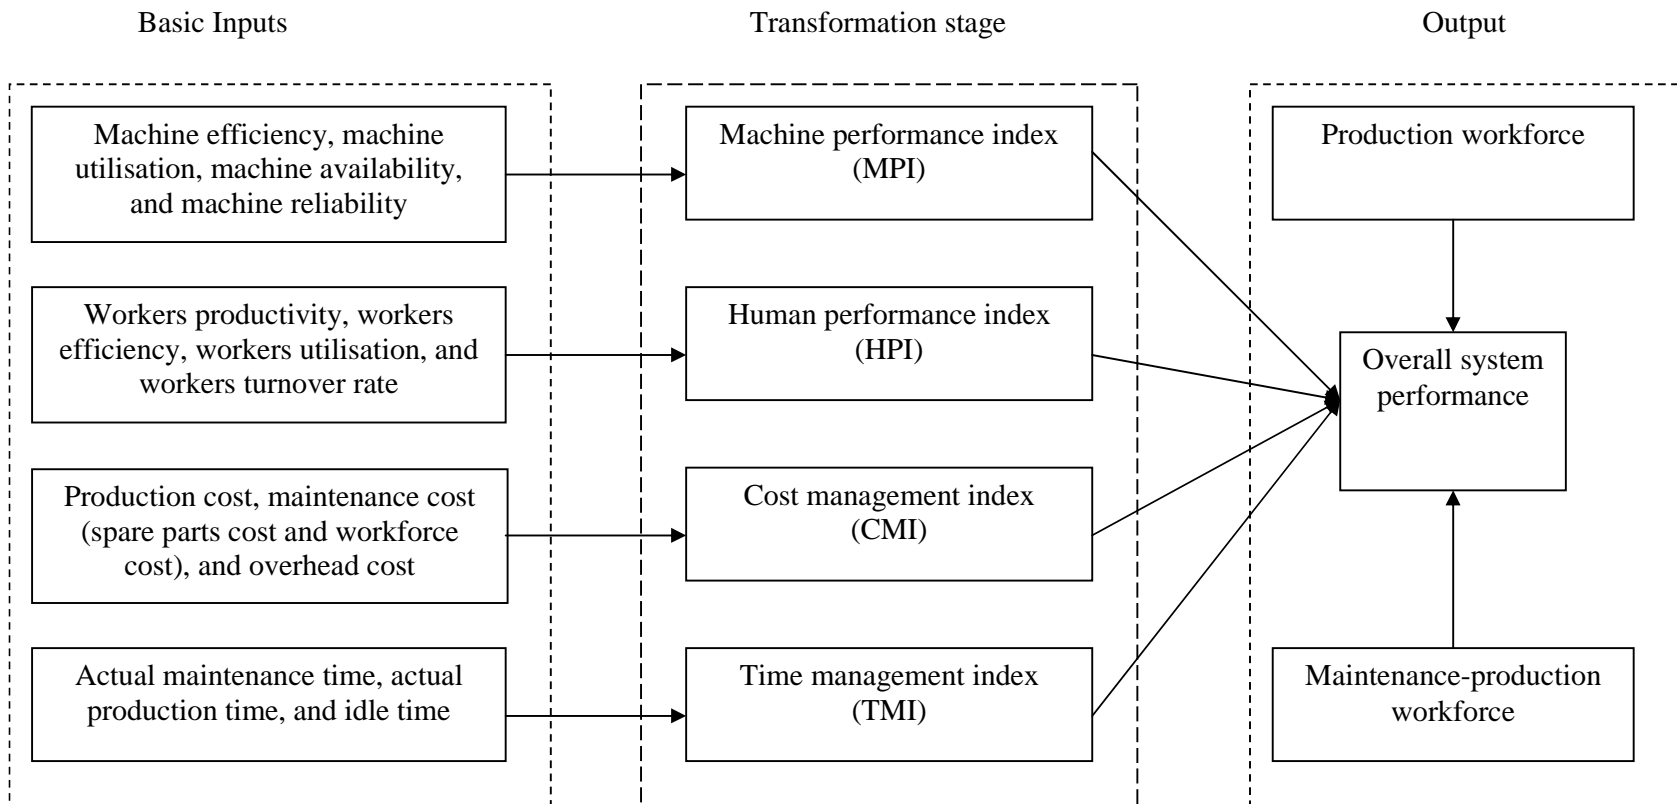 Basic Inputs
Transformation stage
Output
Machine efficiency, machine
utilisation, machine availability,
and machine reliability
Machine performance index
(MPI)
Production workforce
Workers productivity, workers
efficiency, workers utilisation, and
workers turnover rate
Human performance index
(HPI)
Overall system
performance
Production cost, maintenance cost
(spare parts cost and workforce
cost), and overhead cost
Cost management index
(CMI)
Actual maintenance time, actual
production time, and idle time
Time management index
(TMI)
Maintenance-production
workforce